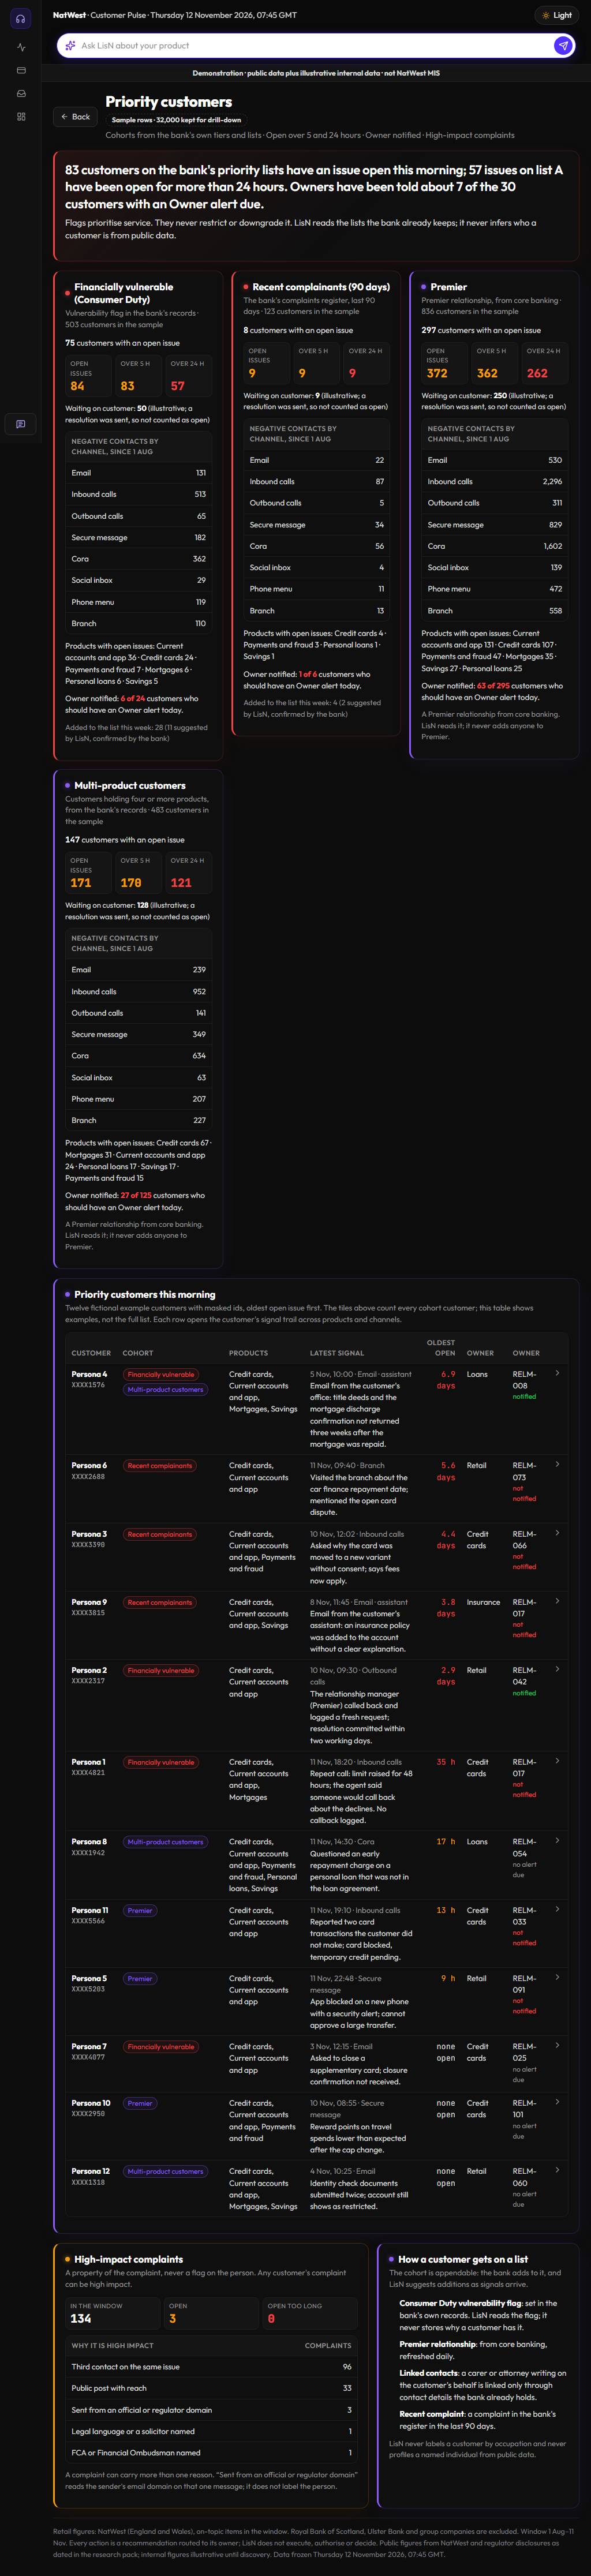 NatWest · Customer Pulse · Thursday 12 November 2026, 07:45 GMT
Light
Ask LisN about your product
Demonstration · public data plus illustrative internal data · not NatWest MIS
Back
Priority customers
Sample rows · 32,000 kept for drill-down
Cohorts from the bank's own tiers and lists · Open over 5 and 24 hours · Owner notified · High-impact complaints
83 customers on the bank's priority lists have an issue open this morning; 57 issues on list A
have been open for more than 24 hours. Owners have been told about 7 of the 30
customers with an Owner alert due.
Flags prioritise service. They never restrict or downgrade it. LisN reads the lists the bank already keeps; it never infers who a
customer is from public data.
Financially vulnerable
(Consumer Duty)
Vulnerability flag in the bank's records ·
503 customers in the sample
75 customers with an open issue
OPEN
ISSUES
84
OVER 5 H
83
OVER 24 H
57
Waiting on customer: 50 (illustrative; a
resolution was sent, so not counted as open)
NEGATIVE CONTACTS BY
CHANNEL, SINCE 1 AUG
Email 131
Inbound calls 513
Outbound calls 65
Secure message 182
Cora 362
Social inbox 29
Phone menu 119
Branch 110
Products with open issues: Current
accounts and app 36 · Credit cards 24 ·
Payments and fraud 7 · Mortgages 6 ·
Personal loans 6 · Savings 5
Owner notified: 6 of 24 customers who
should have an Owner alert today.
Added to the list this week: 28 (11 suggested
by LisN, confirmed by the bank)
Recent complainants (90 days)
The bank's complaints register, last 90
days · 123 customers in the sample
8 customers with an open issue
OPEN
ISSUES
9
OVER 5 H
9
OVER 24 H
9
Waiting on customer: 9 (illustrative; a
resolution was sent, so not counted as open)
NEGATIVE CONTACTS BY
CHANNEL, SINCE 1 AUG
Email 22
Inbound calls 87
Outbound calls 5
Secure message 34
Cora 56
Social inbox 4
Phone menu 11
Branch 13
Products with open issues: Credit cards 4 ·
Payments and fraud 3 · Personal loans 1 ·
Savings 1
Owner notified: 1 of 6 customers who
should have an Owner alert today.
Added to the list this week: 4 (2 suggested
by LisN, confirmed by the bank)
Premier
Premier relationship, from core banking ·
836 customers in the sample
297 customers with an open issue
OPEN
ISSUES
372
OVER 5 H
362
OVER 24 H
262
Waiting on customer: 250 (illustrative; a
resolution was sent, so not counted as open)
NEGATIVE CONTACTS BY
CHANNEL, SINCE 1 AUG
Email 530
Inbound calls 2,296
Outbound calls 311
Secure message 829
Cora 1,602
Social inbox 139
Phone menu 472
Branch 558
Products with open issues: Current
accounts and app 131 · Credit cards 107 ·
Payments and fraud 47 · Mortgages 35 ·
Savings 27 · Personal loans 25
Owner notified: 63 of 295 customers who
should have an Owner alert today.
A Premier relationship from core banking.
LisN reads it; it never adds anyone to
Premier.
Multi-product customers
Customers holding four or more products,
from the bank's records · 483 customers in
the sample
147 customers with an open issue
OPEN
ISSUES
171
OVER 5 H
170
OVER 24 H
121
Waiting on customer: 128 (illustrative; a
resolution was sent, so not counted as open)
NEGATIVE CONTACTS BY
CHANNEL, SINCE 1 AUG
Email 239
Inbound calls 952
Outbound calls 141
Secure message 349
Cora 634
Social inbox 63
Phone menu 207
Branch 227
Products with open issues: Credit cards 67 ·
Mortgages 31 · Current accounts and app
24 · Personal loans 17 · Savings 17 ·
Payments and fraud 15
Owner notified: 27 of 125 customers who
should have an Owner alert today.
A Premier relationship from core banking.
LisN reads it; it never adds anyone to
Premier.
Priority customers this morning
Twelve fictional example customers with masked ids, oldest open issue first. The tiles above count every cohort customer; this table shows
examples, not the full list. Each row opens the customer's signal trail across products and channels.
CUSTOMER COHORT PRODUCTS LATEST SIGNAL OLDEST OPEN OWNER OWNER
Persona 4
XXXX1576
Financially vulnerable
Multi-product customers
Credit cards,
Current accounts
and app,
Mortgages, Savings
5 Nov, 10:00 · Email · assistant
Email from the customer's
office: title deeds and the
mortgage discharge
confirmation not returned
three weeks after the
mortgage was repaid.
6.9
days
Loans
RELM-
008
notified
Persona 6
XXXX2688
Recent complainants
Credit cards,
Current accounts
and app
11 Nov, 09:40 · Branch
Visited the branch about the
car finance repayment date;
mentioned the open card
dispute.
5.6
days
Retail
RELM-
073
not
notified
Persona 3
XXXX3390
Recent complainants
Credit cards,
Current accounts
and app, Payments
and fraud
10 Nov, 12:02 · Inbound calls
Asked why the card was
moved to a new variant
without consent; says fees
now apply.
4.4
days
Credit
cards
RELM-
066
not
notified
Persona 9
XXXX3815
Recent complainants
Credit cards,
Current accounts
and app, Savings
8 Nov, 11:45 · Email · assistant
Email from the customer's
assistant: an insurance policy
was added to the account
without a clear explanation.
3.8
days
Insurance
RELM-
017
not
notified
Persona 2
XXXX2317
Financially vulnerable
Credit cards,
Current accounts
and app
10 Nov, 09:30 · Outbound
calls
The relationship manager
(Premier) called back and
logged a fresh request;
resolution committed within
two working days.
2.9
days
Retail
RELM-
042
notified
Persona 1
XXXX4821
Financially vulnerable
Credit cards,
Current accounts
and app,
Mortgages
11 Nov, 18:20 · Inbound calls
Repeat call: limit raised for 48
hours; the agent said
someone would call back
about the declines. No
callback logged.
35 h
Credit
cards
RELM-
017
not
notified
Persona 8
XXXX1942
Multi-product customers
Credit cards,
Current accounts
and app, Payments
and fraud, Personal
loans, Savings
11 Nov, 14:30 · Cora
Questioned an early
repayment charge on a
personal loan that was not in
the loan agreement.
17 h
Loans
RELM-
054
no alert
due
Persona 11
XXXX5566
Premier
Credit cards,
Current accounts
and app
11 Nov, 19:10 · Inbound calls
Reported two card
transactions the customer did
not make; card blocked,
temporary credit pending.
13 h
Credit
cards
RELM-
033
not
notified
Persona 5
XXXX5203
Premier
Credit cards,
Current accounts
and app
11 Nov, 22:48 · Secure
message
App blocked on a new phone
with a security alert; cannot
approve a large transfer.
9 h
Retail
RELM-
091
not
notified
Persona 7
XXXX4077
Financially vulnerable
Credit cards,
Current accounts
and app
3 Nov, 12:15 · Email
Asked to close a
supplementary card; closure
confirmation not received.
none
open
Credit
cards
RELM-
025
no alert
due
Persona 10
XXXX2950
Premier
Credit cards,
Current accounts
and app, Payments
and fraud
10 Nov, 08:55 · Secure
message
Reward points on travel
spends lower than expected
after the cap change.
none
open
Credit
cards
RELM-
101
no alert
due
Persona 12
XXXX1318
Multi-product customers
Credit cards,
Current accounts
and app,
Mortgages, Savings
4 Nov, 10:25 · Email
Identity check documents
submitted twice; account still
shows as restricted.
none
open
Retail
RELM-
060
no alert
due
High-impact complaints
A property of the complaint, never a flag on the person. Any customer's complaint
can be high impact.
IN THE WINDOW
134
OPEN
3
OPEN TOO LONG
0
WHY IT IS HIGH IMPACT COMPLAINTS
Third contact on the same issue 96
Public post with reach 33
Sent from an official or regulator domain 3
Legal language or a solicitor named 1
FCA or Financial Ombudsman named 1
A complaint can carry more than one reason. "Sent from an official or regulator domain"
reads the sender's email domain on that one message; it does not label the person.
How a customer gets on a list
The cohort is appendable: the bank adds to it, and
LisN suggests additions as signals arrive.
Consumer Duty vulnerability flag: set in the
bank's own records. LisN reads the flag; it
never stores why a customer has it.
Premier relationship: from core banking,
refreshed daily.
Linked contacts: a carer or attorney writing on
the customer's behalf is linked only through
contact details the bank already holds.
Recent complaint: a complaint in the bank's
register in the last 90 days.
LisN never labels a customer by occupation and never
profiles a named individual from public data.
Retail figures: NatWest (England and Wales), on-topic items in the window. Royal Bank of Scotland, Ulster Bank and group companies are excluded. Window 1 Aug–11
Nov. Every action is a recommendation routed to its owner; LisN does not execute, authorise or decide. Public figures from NatWest and regulator disclosures as
dated in the research pack; internal figures illustrative until discovery. Data frozen Thursday 12 November 2026, 07:45 GMT.